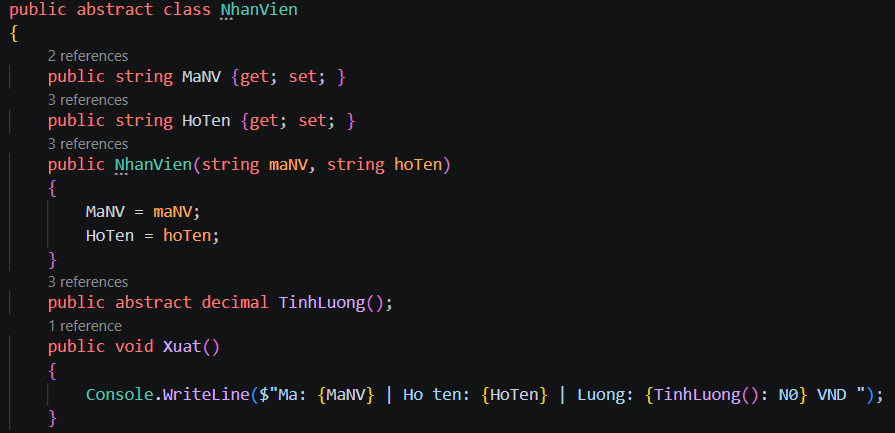 public abstract class NhanVien
{
2 references
public string MaNV {get; set; }
3 references
public string HoTen {get; set; }
3 references
public NhanVien(string maNV, string hoTen)
{
MaNV = maNV;
HoTen = hoTen;
}
3 references
public abstract decimal TinhLuong();
1 reference
public void Xuat()
{
Console.WriteLine($"Ma: {MaNV} | Ho ten: {HoTen} | Luong: {TinhLuong(): N0} VND ");
}